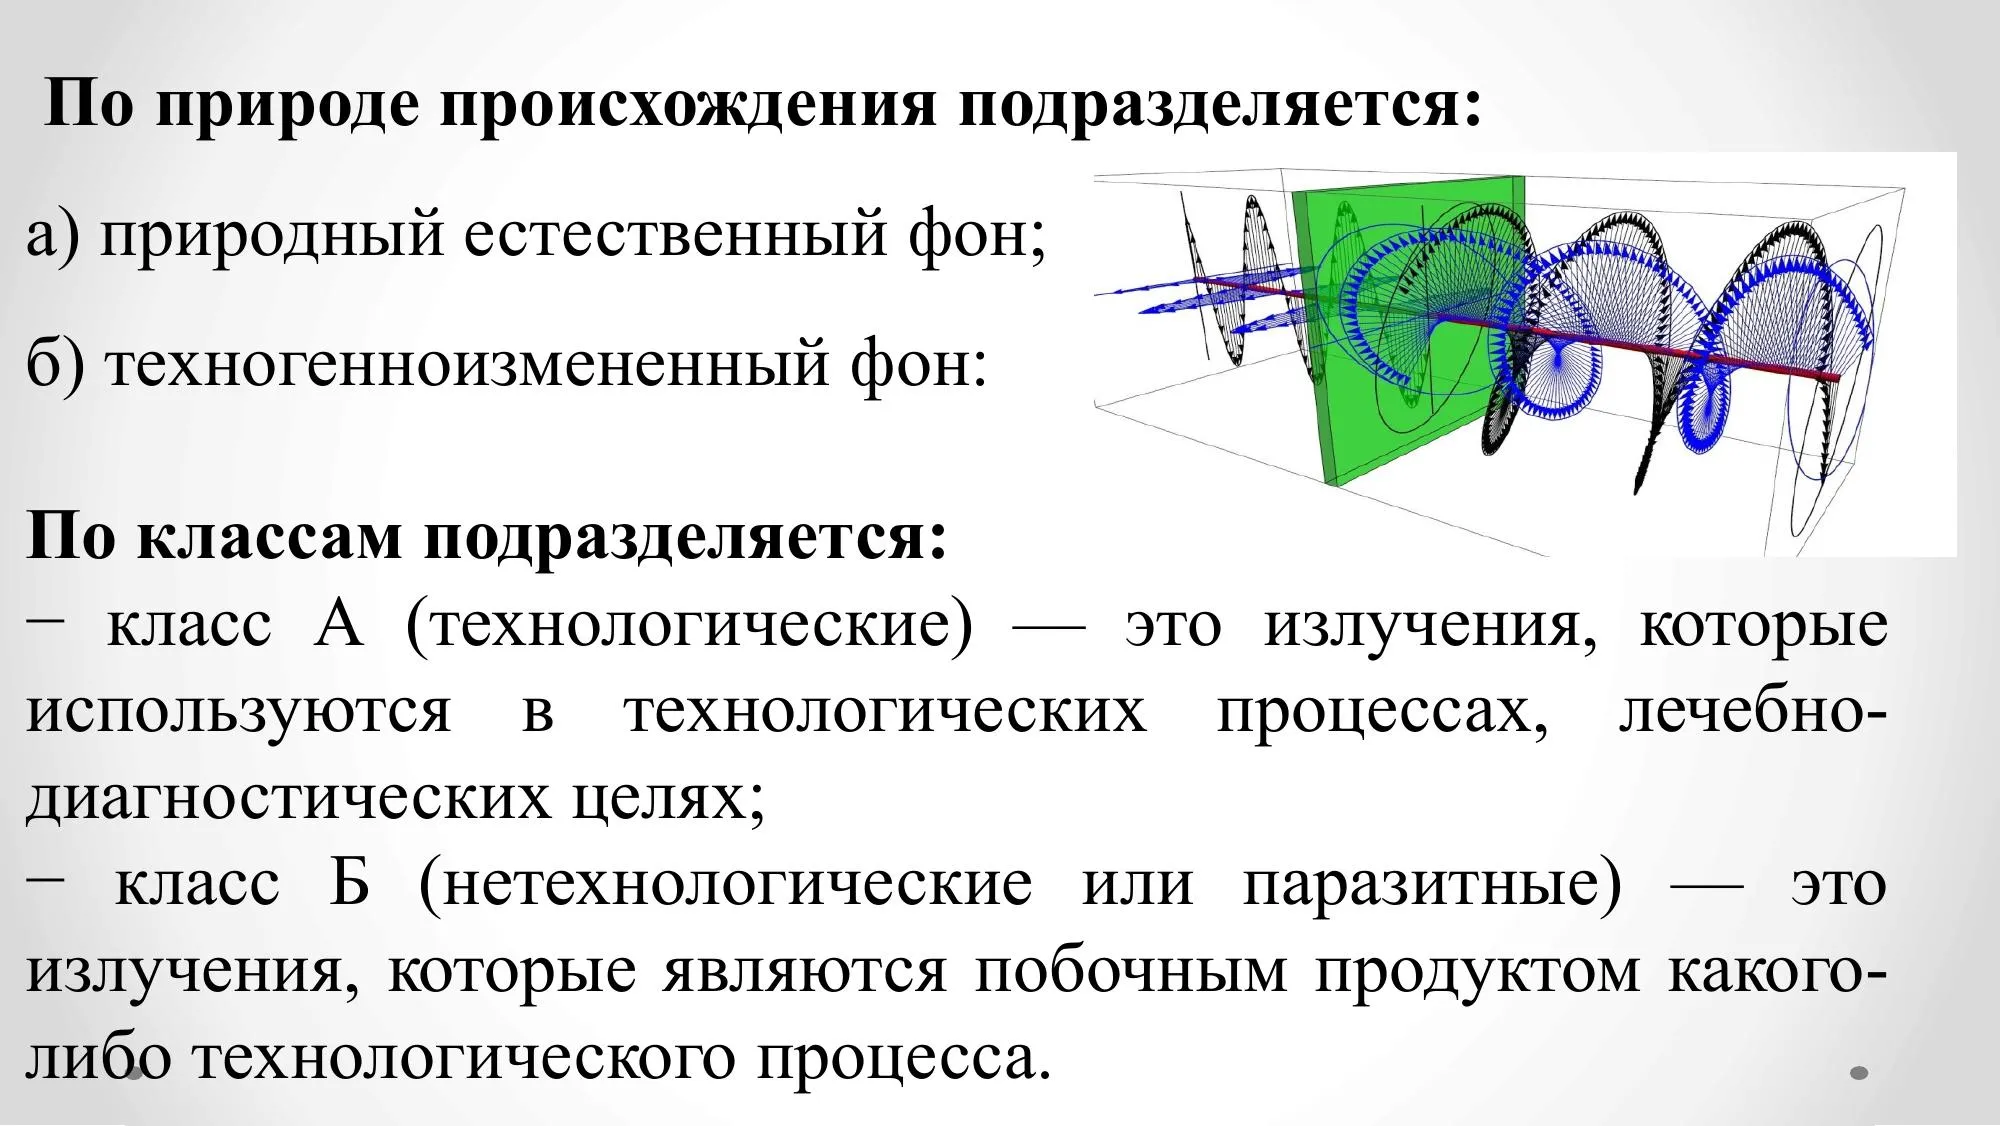 По природе происхождения подразделяется:
а) природный естественный фон;
б) техногенноизмененный фон:
По классам подразделяется:
− класс А (технологические) — это излучения, которые
используются в технологических процессах, лечебно-
диагностических целях;
− класс Б (нетехнологические или паразитные) — это
излучения, которые являются побочным продуктом какого-
либо технологического процесса.